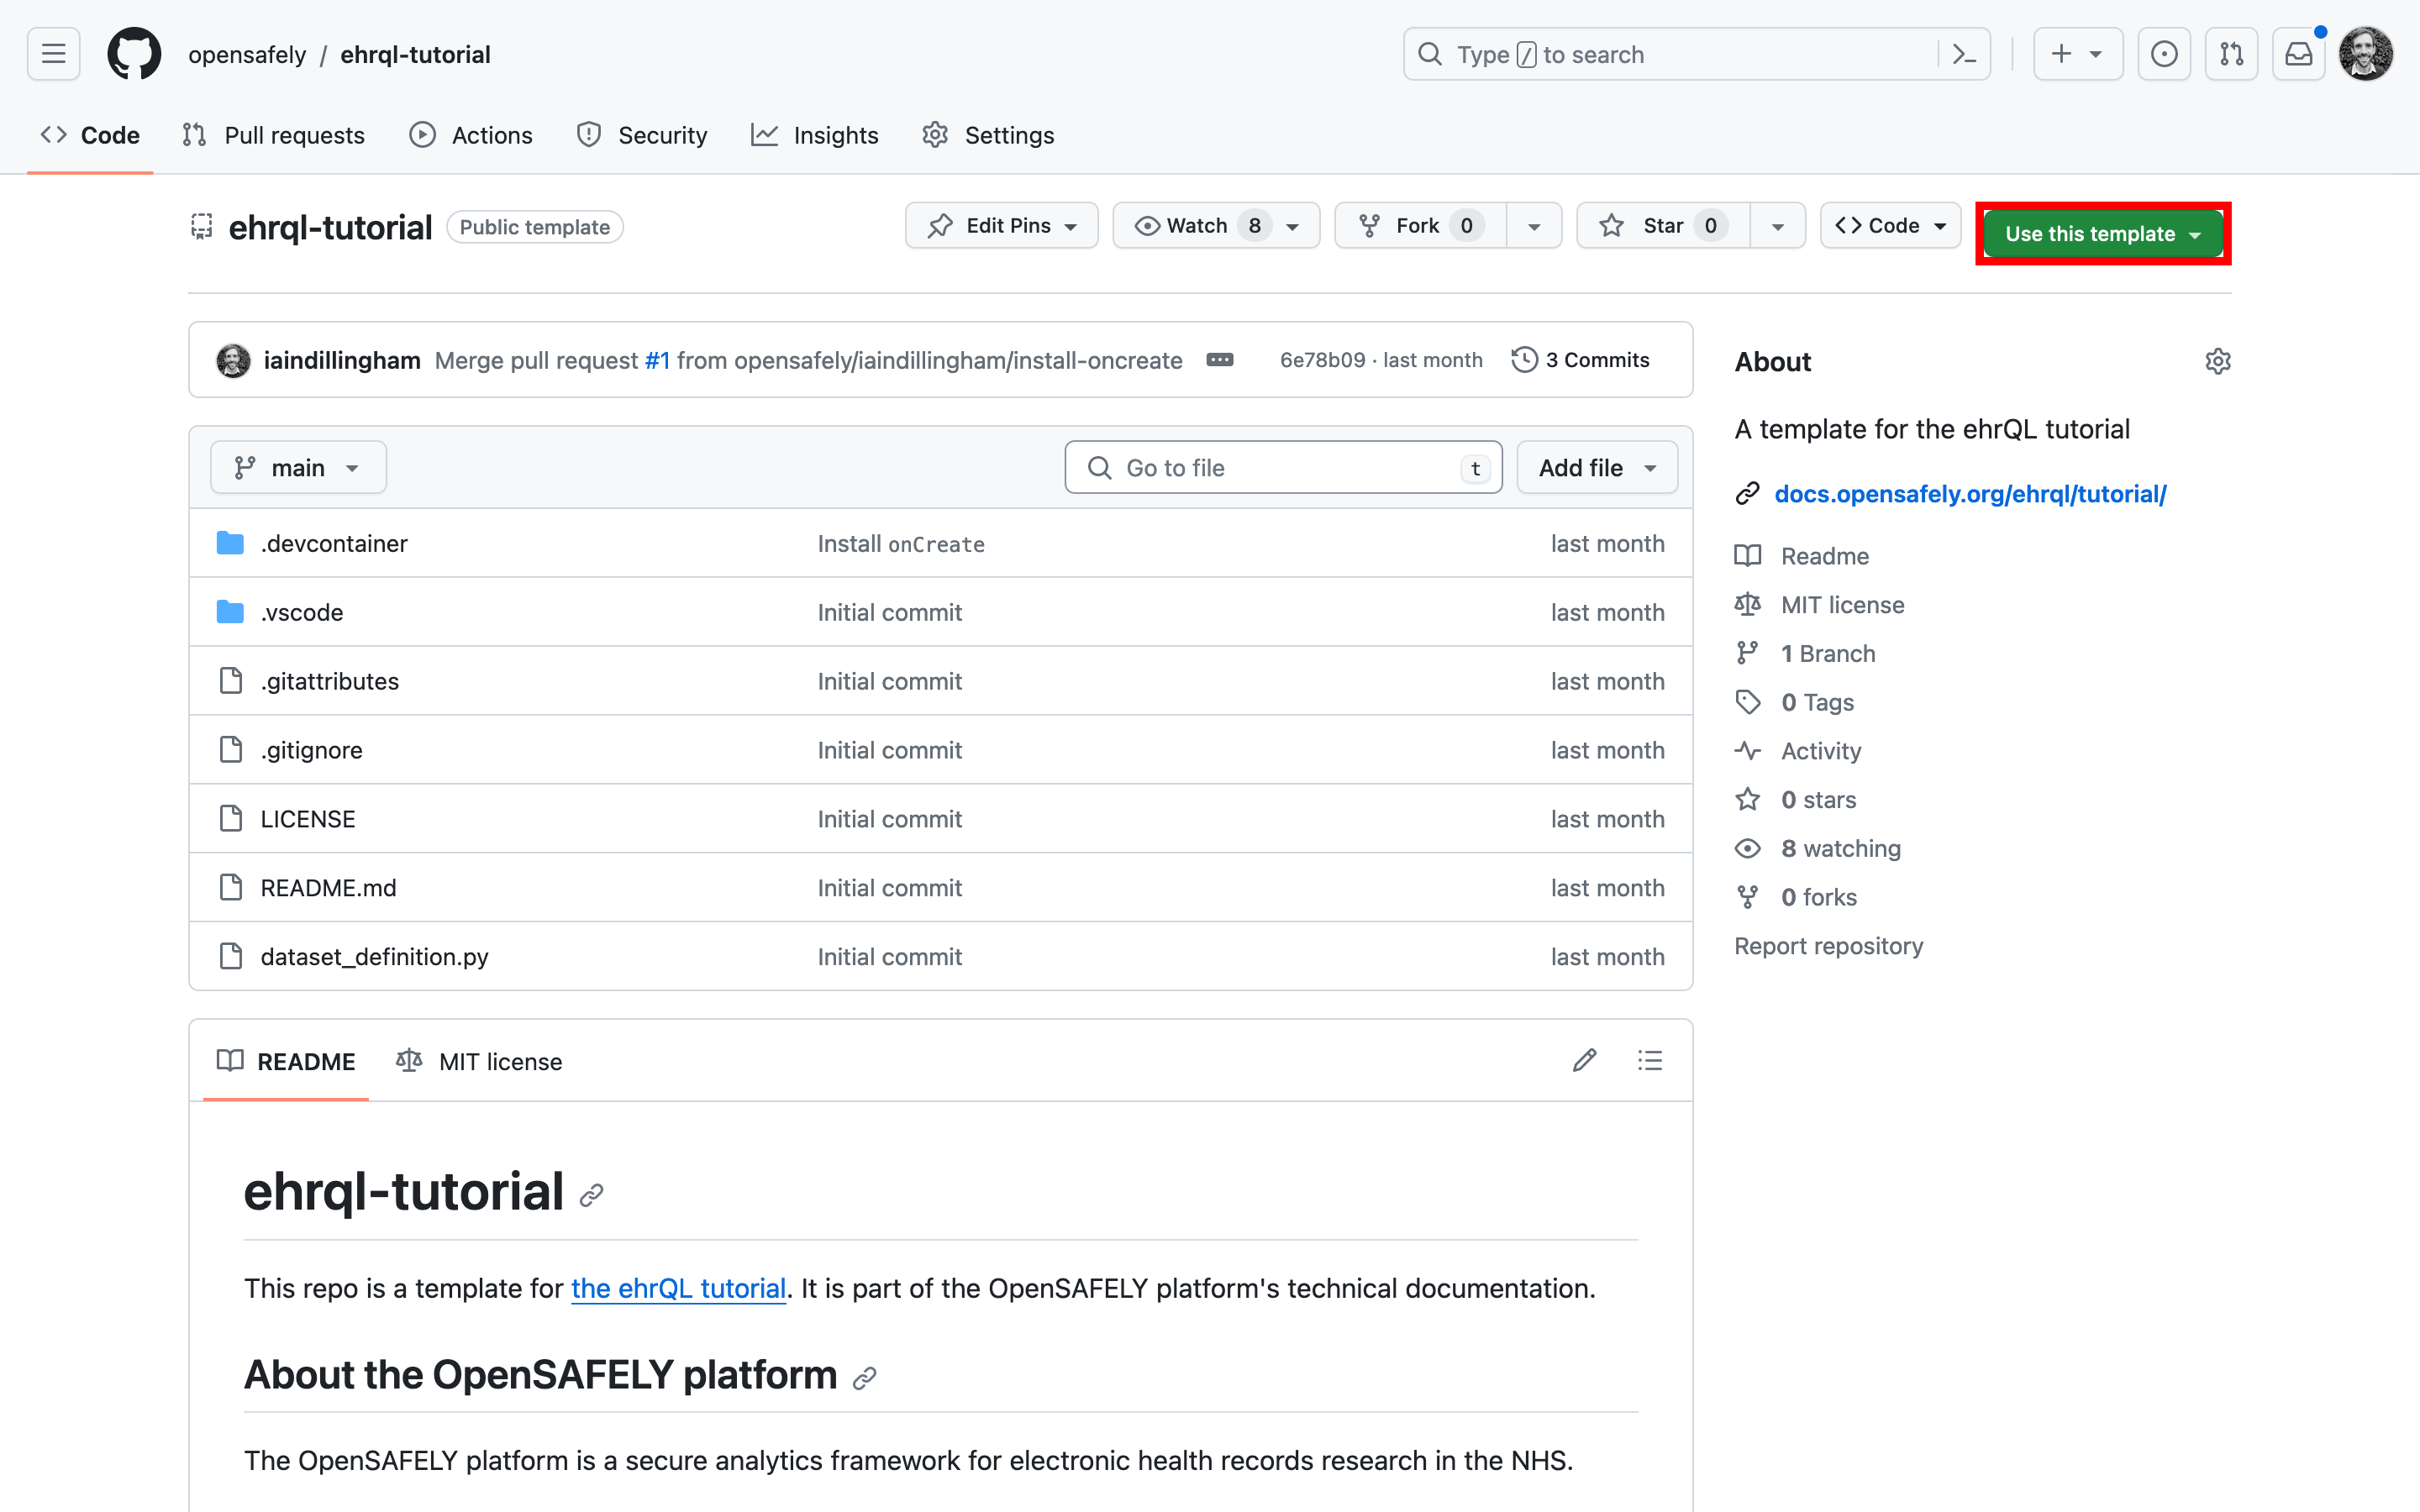 opensafely / ehrql-tutorial
Type / to search
Code Pull requests Actions Security Insights Settings
ehrql-tutorial Public template
Edit Pins Watch 8 Fork 0 Star 0 Code Use this template
iaindillingham Merge pull request #1 from opensafely/iaindillingham/install-oncreate 6e78b09 · last month 3 Commits
main Go to file t Add file
.devcontainer Install onCreate last month
.vscode Initial commit last month
.gitattributes Initial commit last month
.gitignore Initial commit last month
LICENSE Initial commit last month
README.md Initial commit last month
dataset_definition.py Initial commit last month
About
A template for the ehrQL tutorial
docs.opensafely.org/ehrql/tutorial/
Readme
MIT license
1 Branch
0 Tags
Activity
0 stars
8 watching
0 forks
Report repository
README MIT license
ehrql-tutorial
This repo is a template for the ehrQL tutorial. It is part of the OpenSAFELY platform's technical documentation.
About the OpenSAFELY platform
The OpenSAFELY platform is a secure analytics framework for electronic health records research in the NHS.